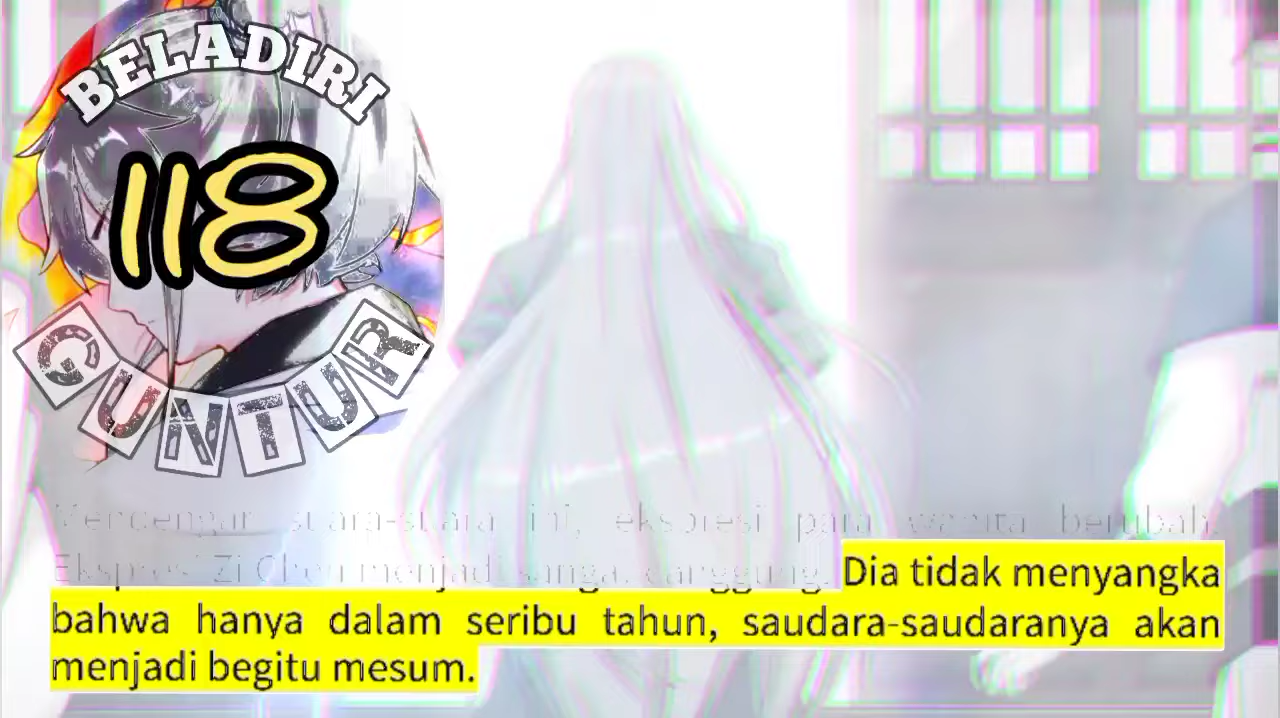 BELADIRI
118
GUNTUR
Mendengar suara-suara ini, ekspresi para wanita berubah.
Ekspresi Zi Chen menjadi sangat canggung. Dia tidak menyangka
bahwa hanya dalam seribu tahun, saudara-saudaranya akan
menjadi begitu mesum.